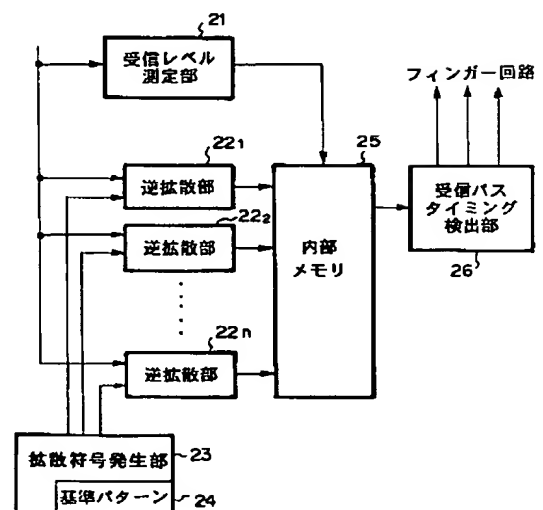 21
受信レベル
測定部
フィンガー回路
25
22₁
逆拡散部
受信パス
タイミング
検出部
22₂
逆拡散部
内部
メモリ
26
22n
逆拡散部
拡散符号発生部
23
基準パターン
24